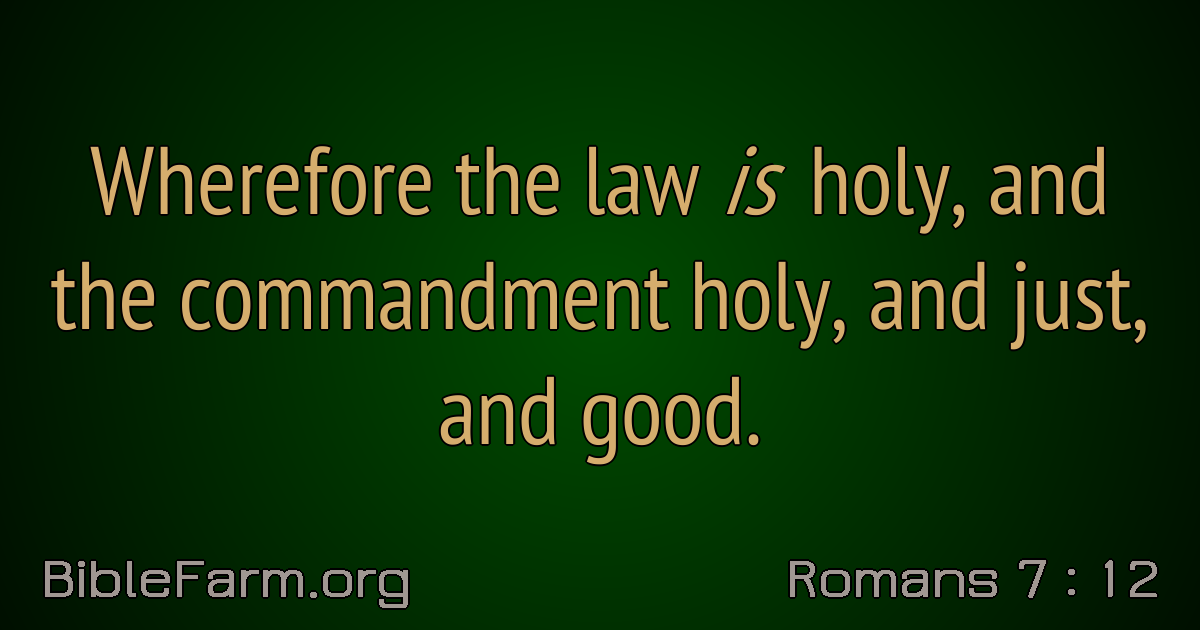 Wherefore the law is holy, and
the commandment holy, and just,
and good.
BibleFarm.org
Romans 7 : 12